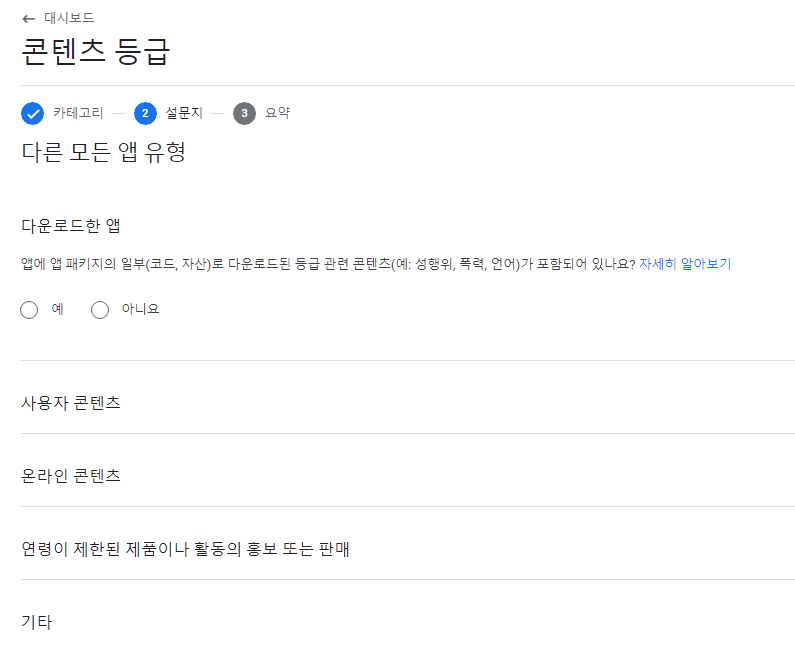 ← 대시보드
콘텐츠 등급
카테고리 — 2 설문지 — 3 요약
다른 모든 앱 유형
다운로드한 앱
앱에 앱 패키지의 일부(코드, 자산)로 다운로드된 등급 관련 콘텐츠(예: 성행위, 폭력, 언어)가 포함되어 있나요? 자세히 알아보기
예 아니요
사용자 콘텐츠
온라인 콘텐츠
연령이 제한된 제품이나 활동의 홍보 또는 판매
기타